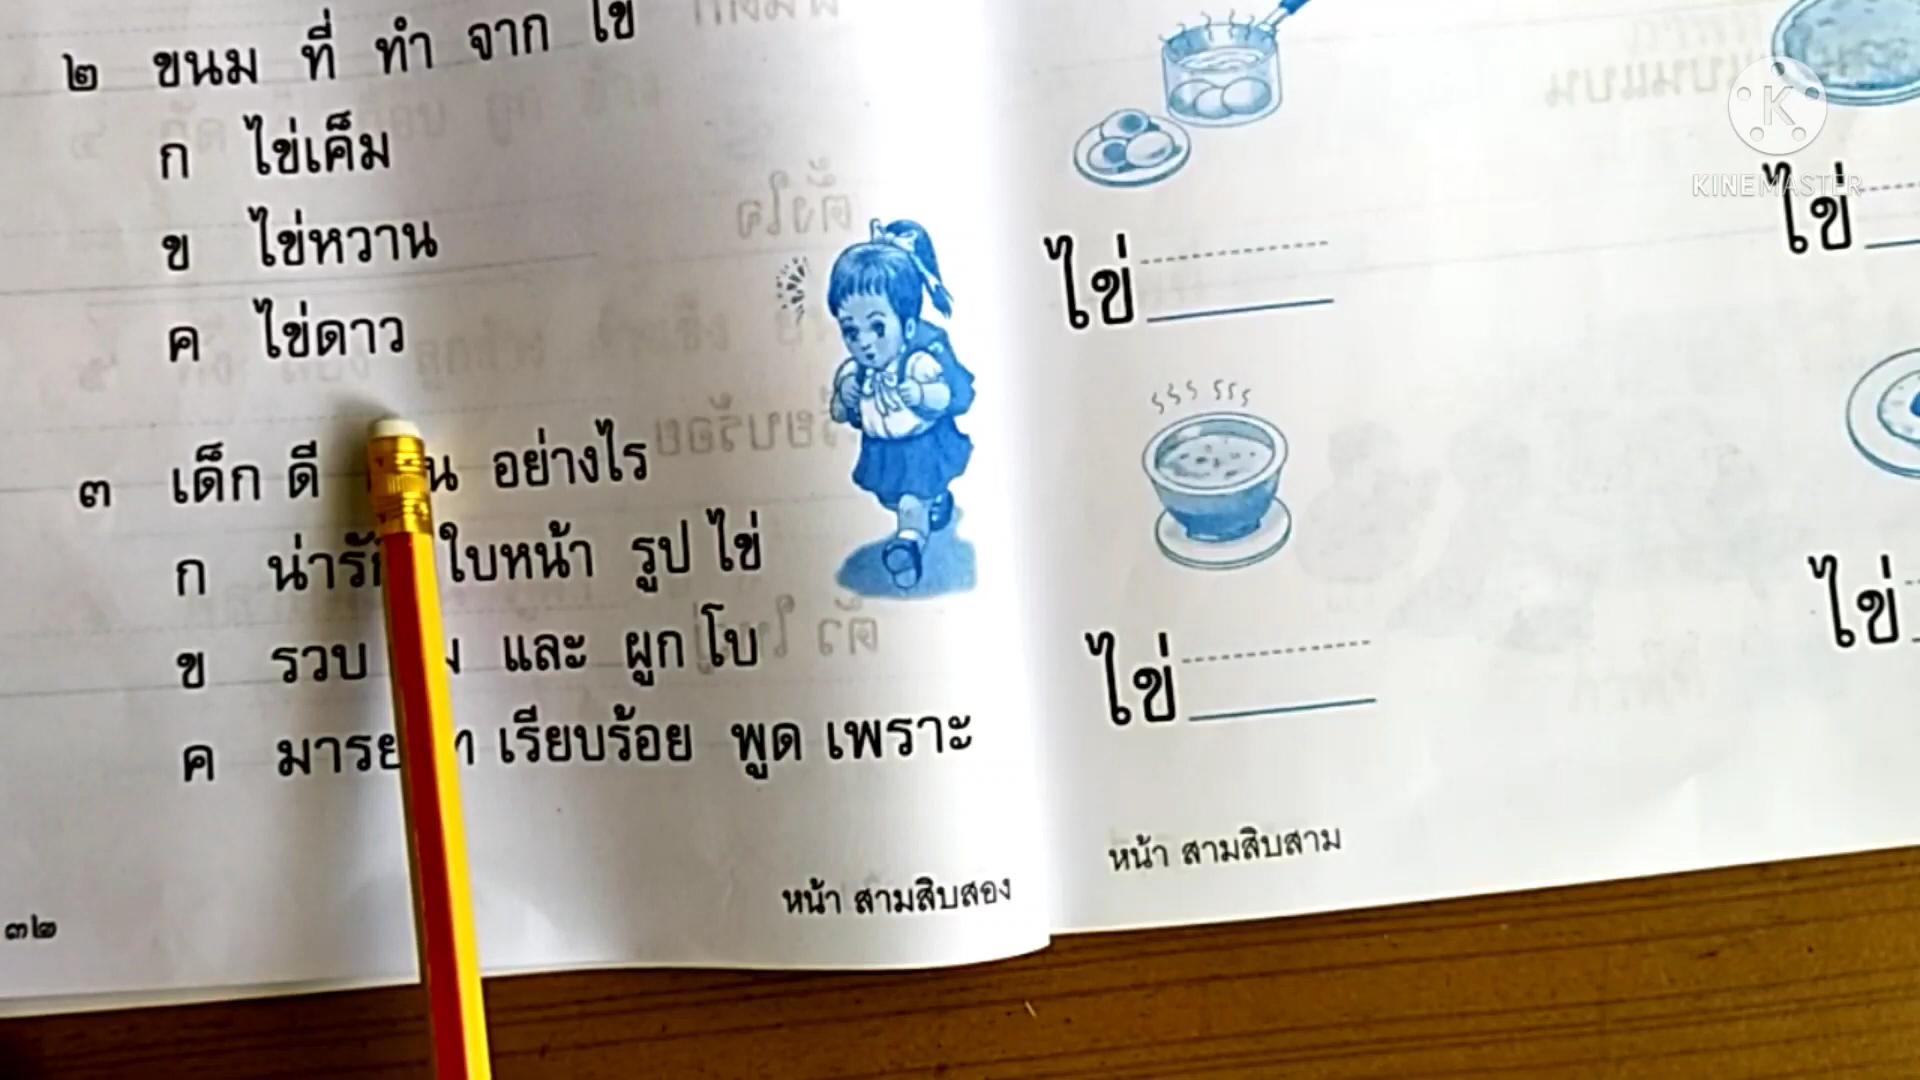 ๒ ขนม ที่ ทำ จาก ไข่
ก ไข่เค็ม
ข ไข่หวาน
ค ไข่ดาว
๓ เด็ก ดี อย่างไร
ก ใบหน้า รูป ไข่
ข รวบ และ ผูก โบ
ค เรียบร้อย พูด เพราะ
หน้า สามสิบสอง
๓๒
ไข่
ไข่
ไข่
ไข่
หน้า สามสิบสาม
KINEMASTER